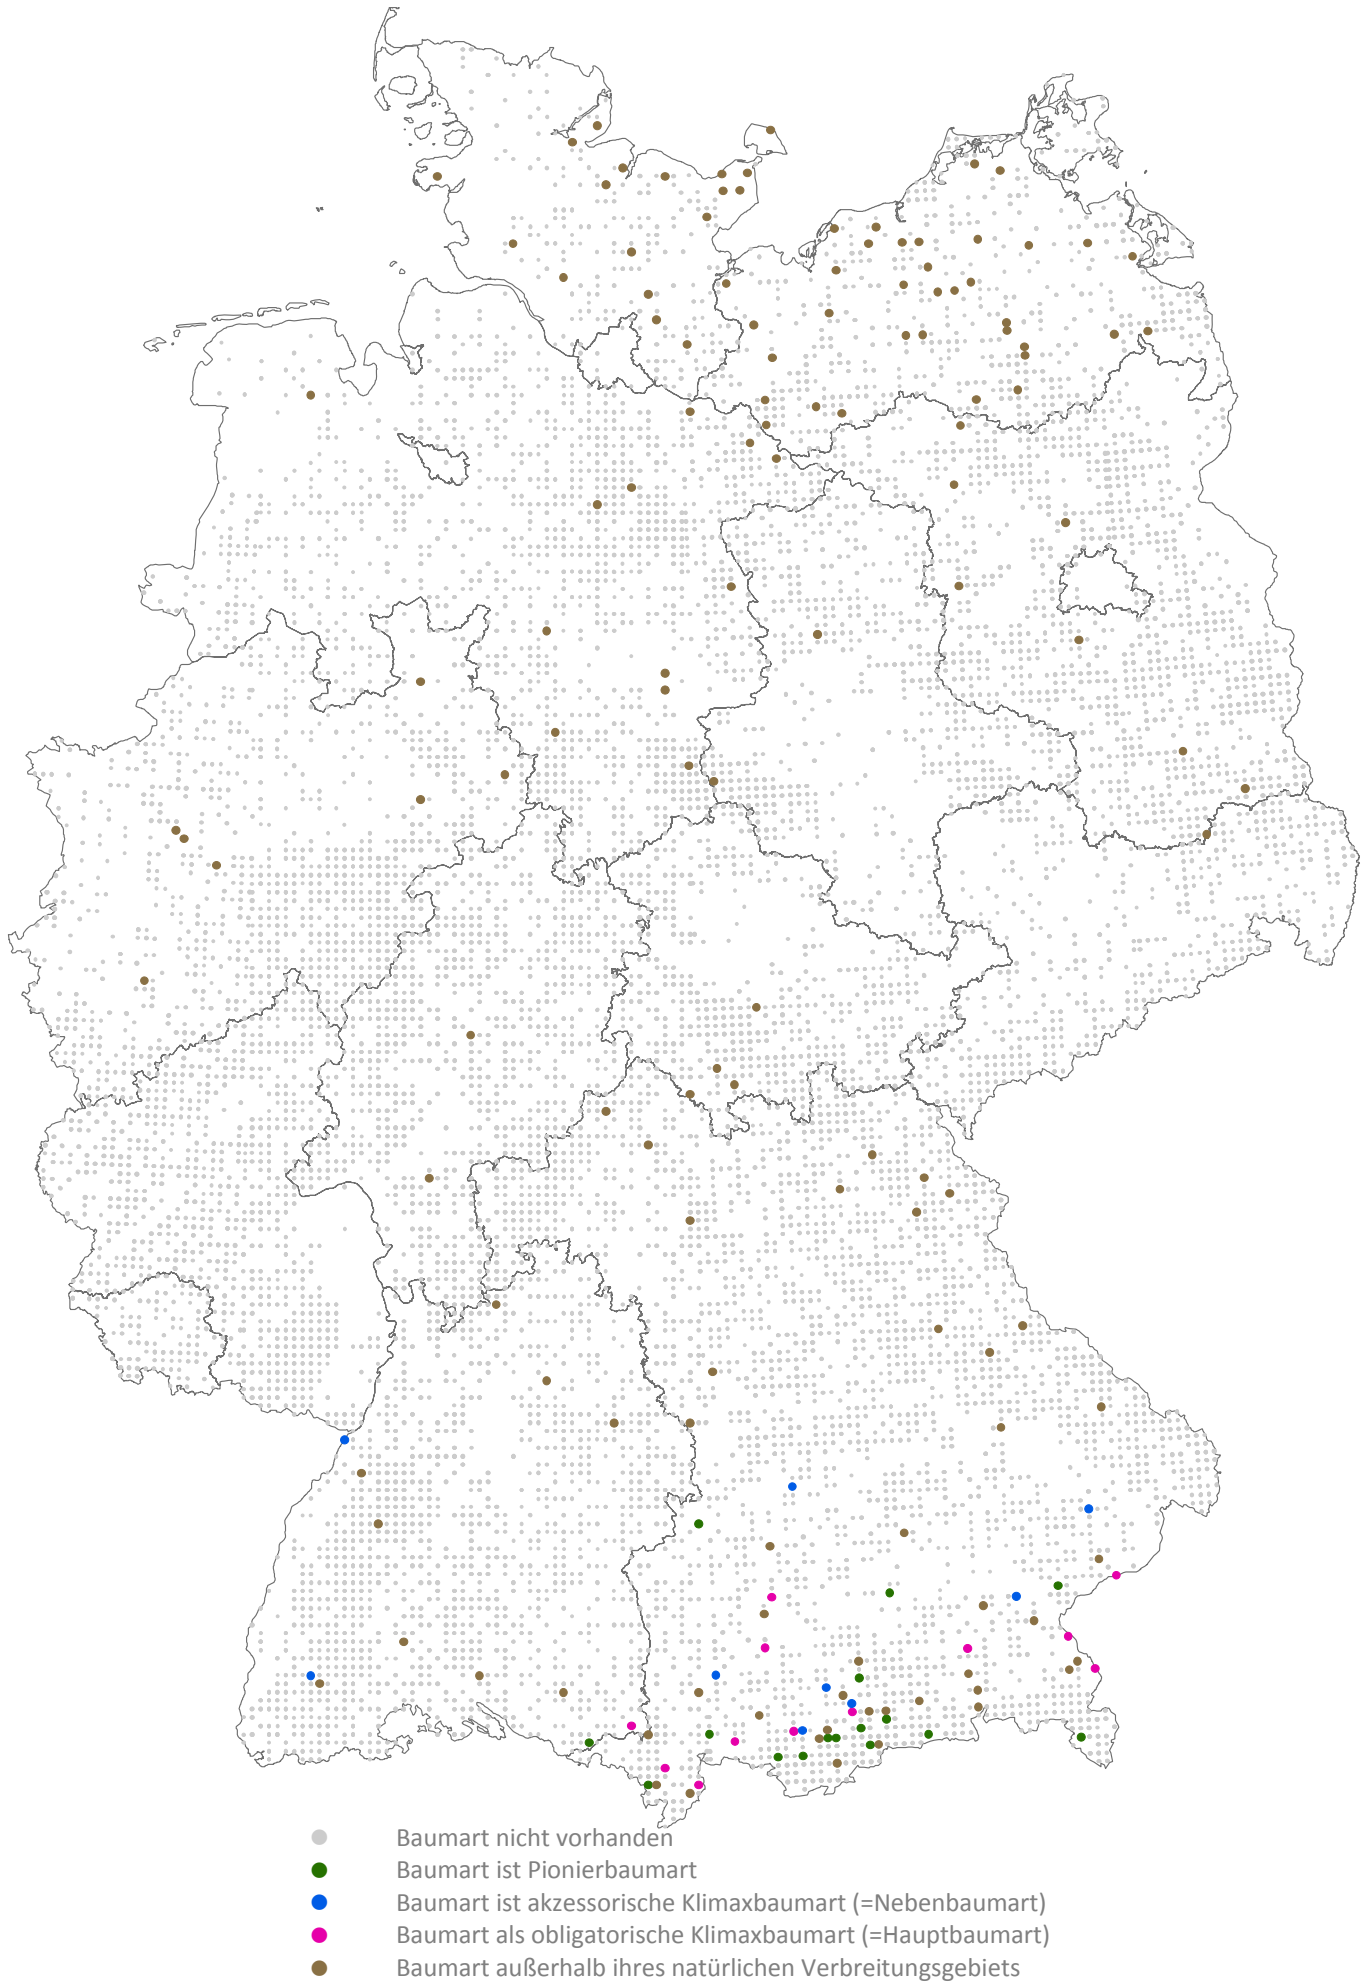 Baumart nicht vorhanden
Baumart ist Pionierbaumart
Baumart ist akzessorische Klimaxbaumart (=Nebenbaumart)
Baumart als obligatorische Klimaxbaumart (=Hauptbaumart)
Baumart außerhalb ihres natürlichen Verbreitungsgebiets